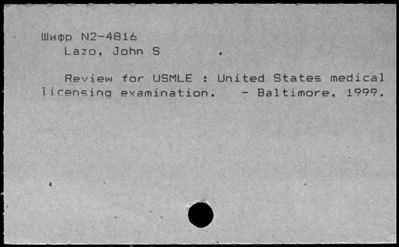 Шифр N2-4816
Lazo, John S
Review for USMLE : United States medical
licensing examination. - Baltimore, 1999.